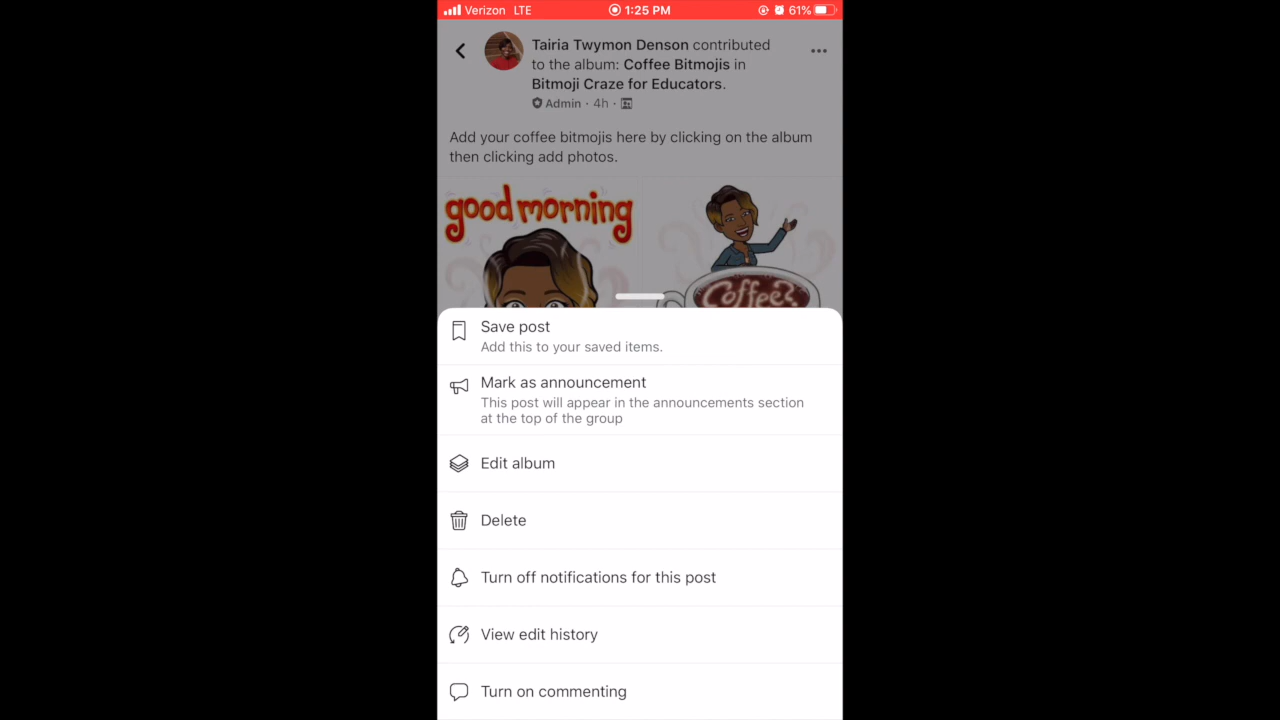 Verizon LTE 1:25 PM 61%
Tairia Twymon Denson contributed
to the album: Coffee Bitmojis in
Bitmoji Craze for Educators.
Admin · 4h ·
Add your coffee bitmojis here by clicking on the album
then clicking add photos.
good morning
Coffee?
Save post
Add this to your saved items.
Mark as announcement
This post will appear in the announcements section
at the top of the group
Edit album
Delete
Turn off notifications for this post
View edit history
Turn on commenting